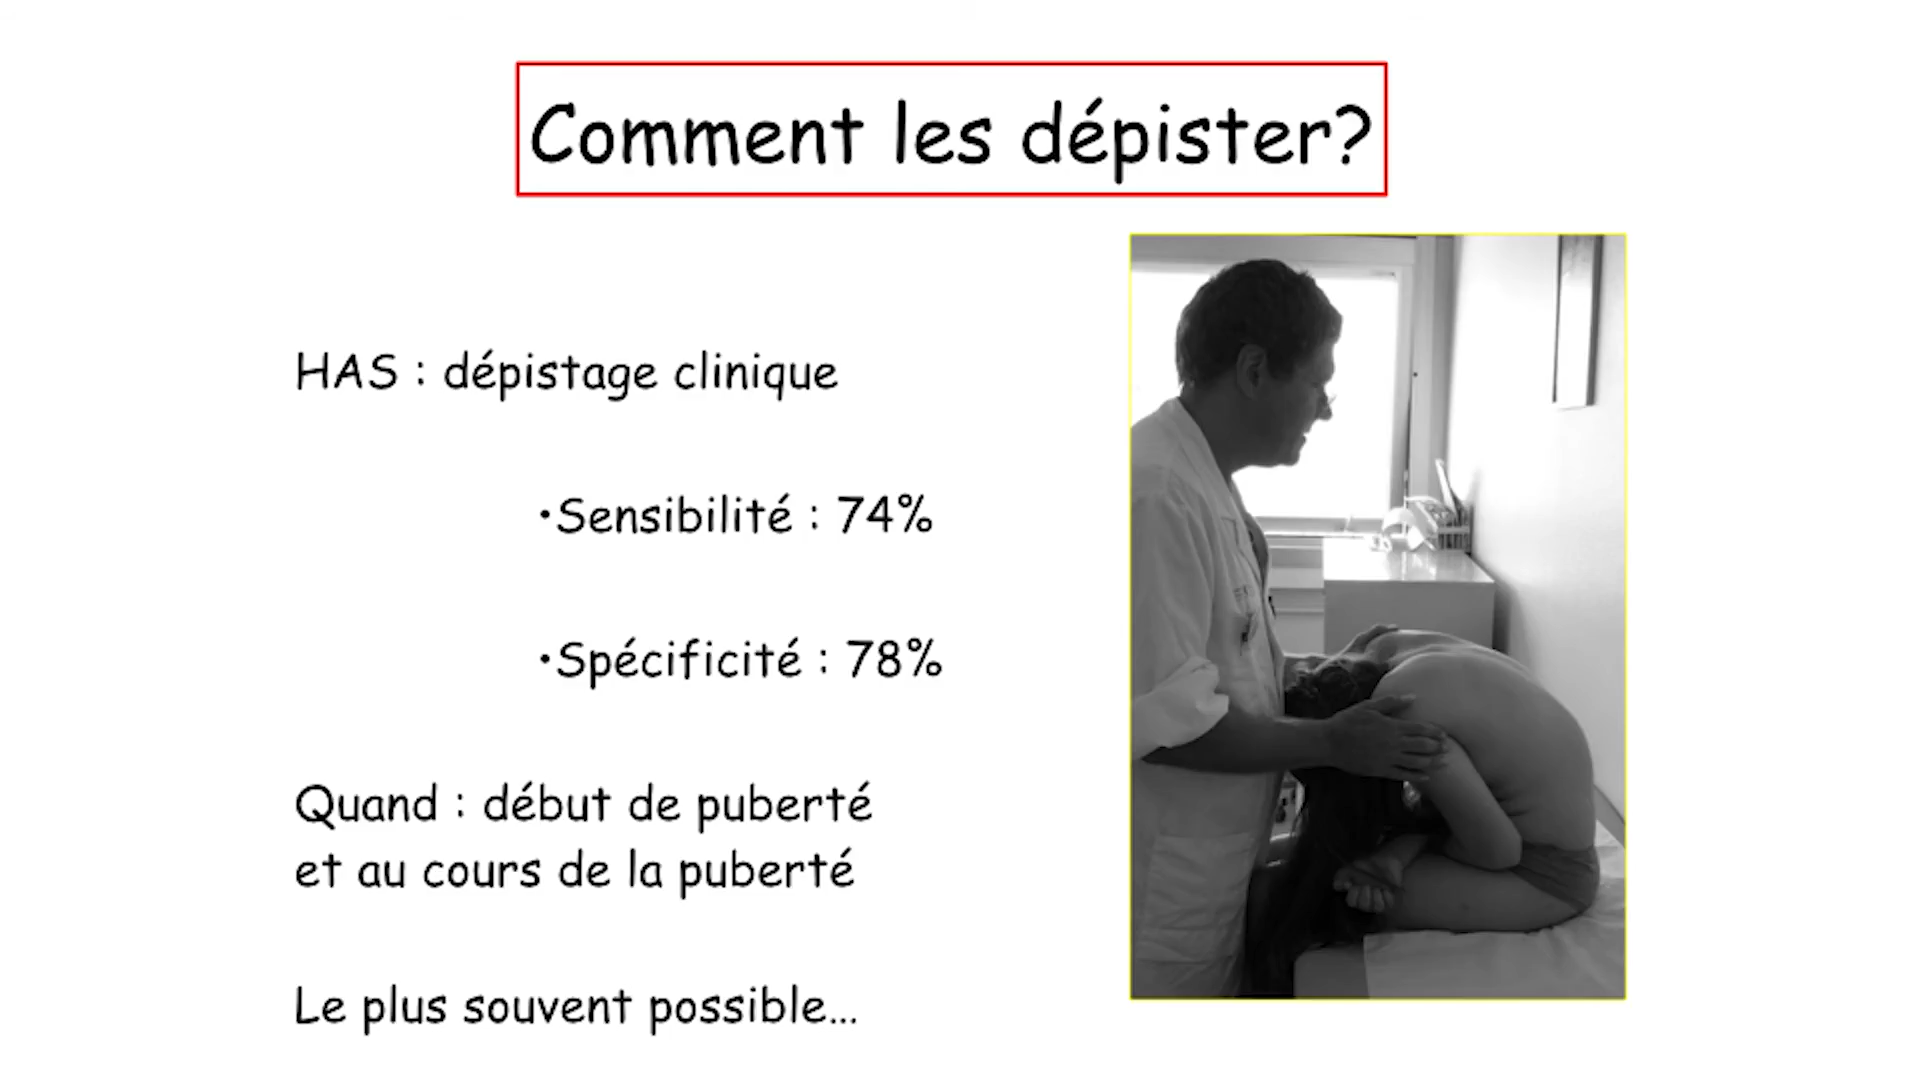 Comment les dépister?
HAS : dépistage clinique
•Sensibilité : 74%
•Spécificité : 78%
Quand : début de puberté
et au cours de la puberté
Le plus souvent possible…